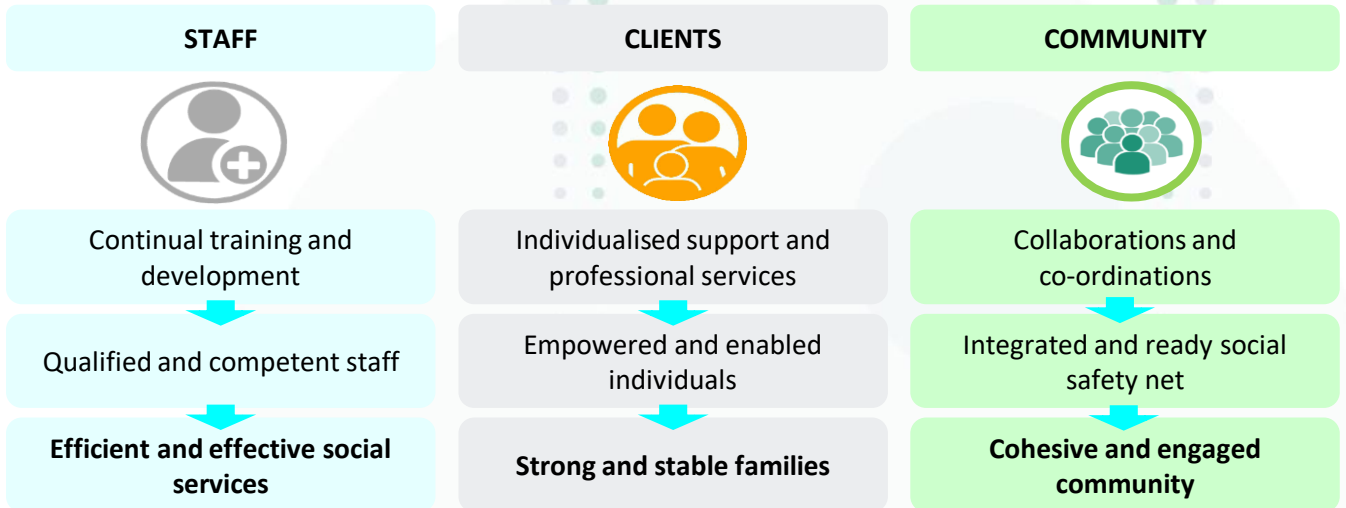 STAFF
CLIENTS
COMMUNITY
Continual training and
development
Individualised support and
professional services
Collaborations and
co-ordinations
Qualified and competent staff
Empowered and enabled
individuals
Integrated and ready social
safety net
Efficient and effective social
services
Strong and stable families
Cohesive and engaged
community